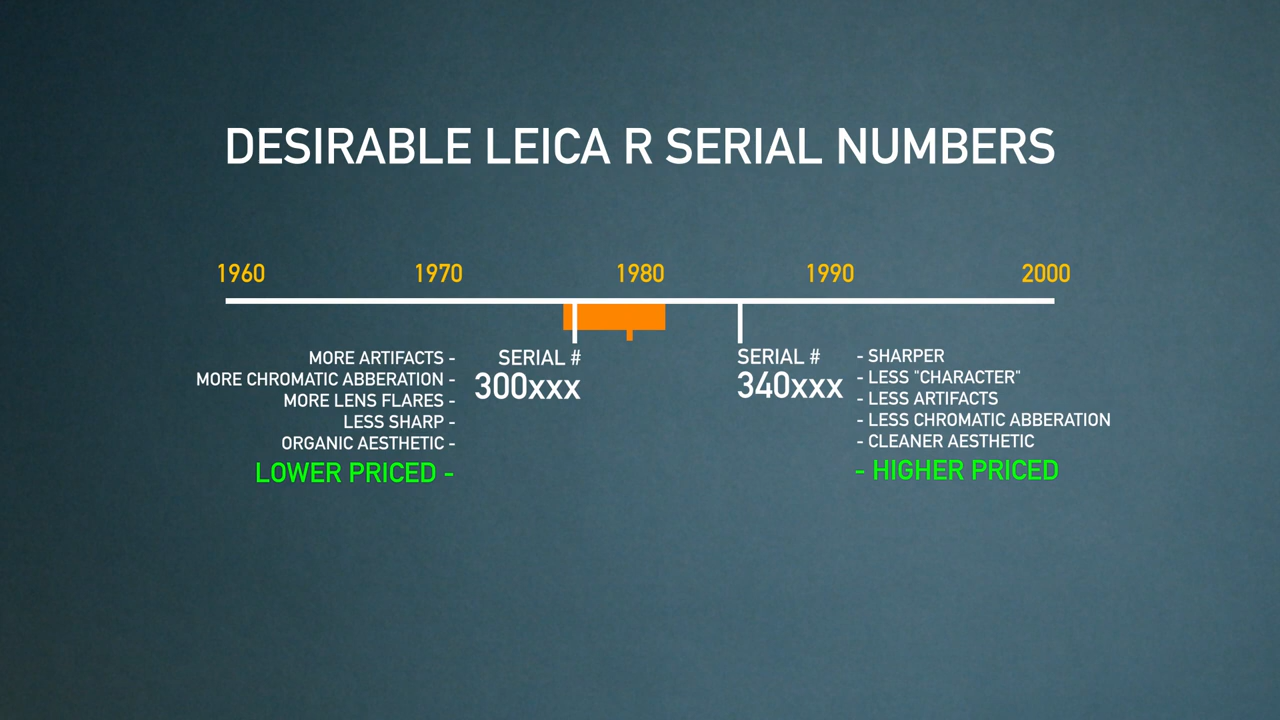 DESIRABLE LEICA R SERIAL NUMBERS
1960 1970 1980 1990 2000
MORE ARTIFACTS -
MORE CHROMATIC ABBERATION -
MORE LENS FLARES -
LESS SHARP -
ORGANIC AESTHETIC -
LOWER PRICED -
SERIAL #
300xxx
SERIAL #
340xxx
- SHARPER
- LESS "CHARACTER"
- LESS ARTIFACTS
- LESS CHROMATIC ABBERATION
- CLEANER AESTHETIC
- HIGHER PRICED